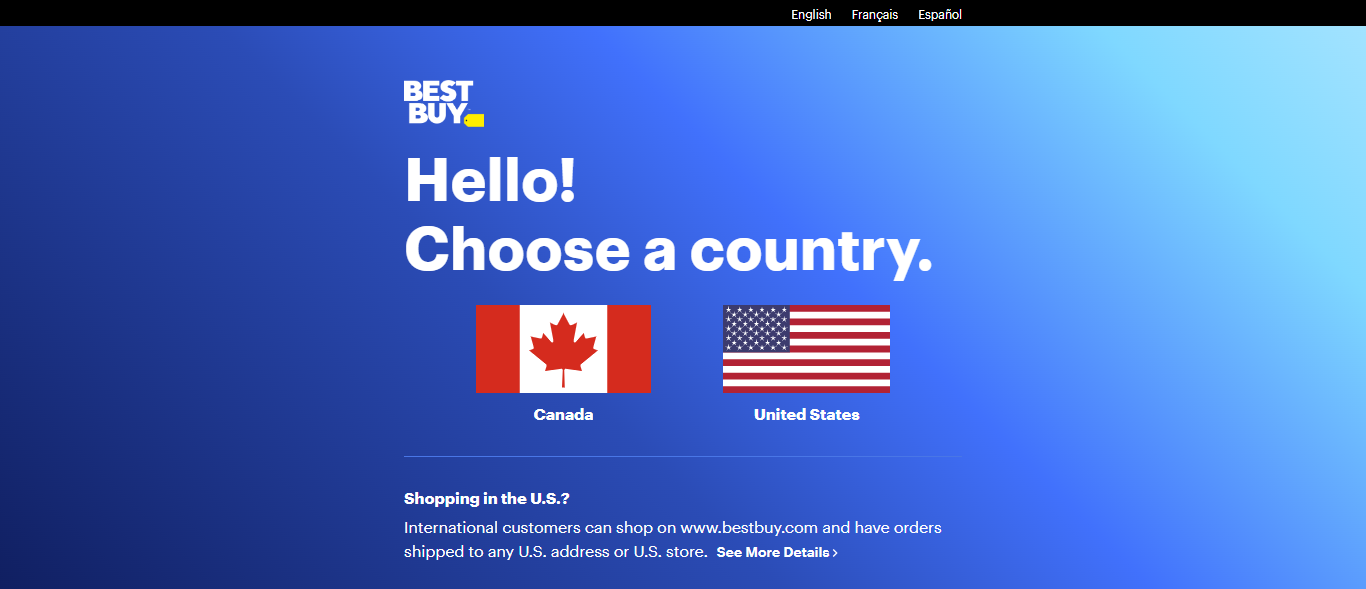 English Français Español
BEST
BUY
Hello!
Choose a country.
Canada United States
Shopping in the U.S.?
International customers can shop on www.bestbuy.com and have orders
shipped to any U.S. address or U.S. store. See More Details ›